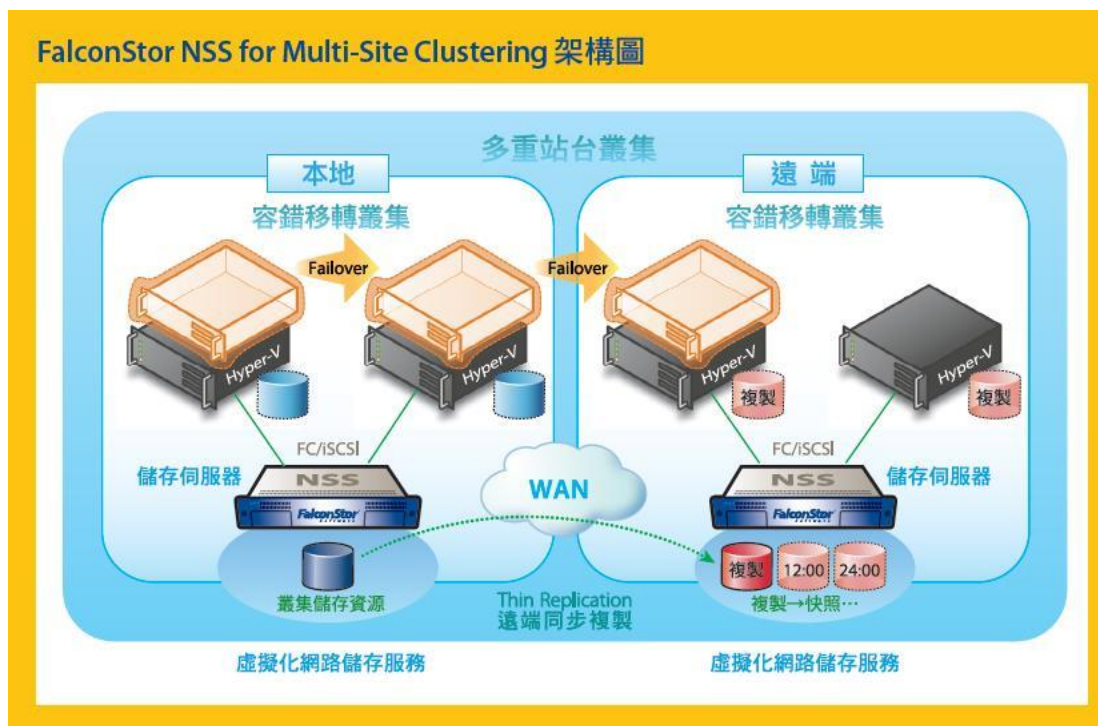 FalconStor NSS for Multi-Site Clustering 架構圖
多重站台叢集
本地
容錯移轉叢集
遠端
容錯移轉叢集
Failover
Failover
Hyper-V
Hyper-V
Hyper-V
複製
Hyper-V
複製
FC/iSCSI
儲存伺服器
NSS
FalconStor
SOFTWARE
WAN
FC/iSCSI
儲存伺服器
NSS
FalconStor
SOFTWARE
叢集儲存資源
複製
12:00
24:00
複製→快照…
Thin Replication
遠端同步複製
虛擬化網路儲存服務
虛擬化網路儲存服務